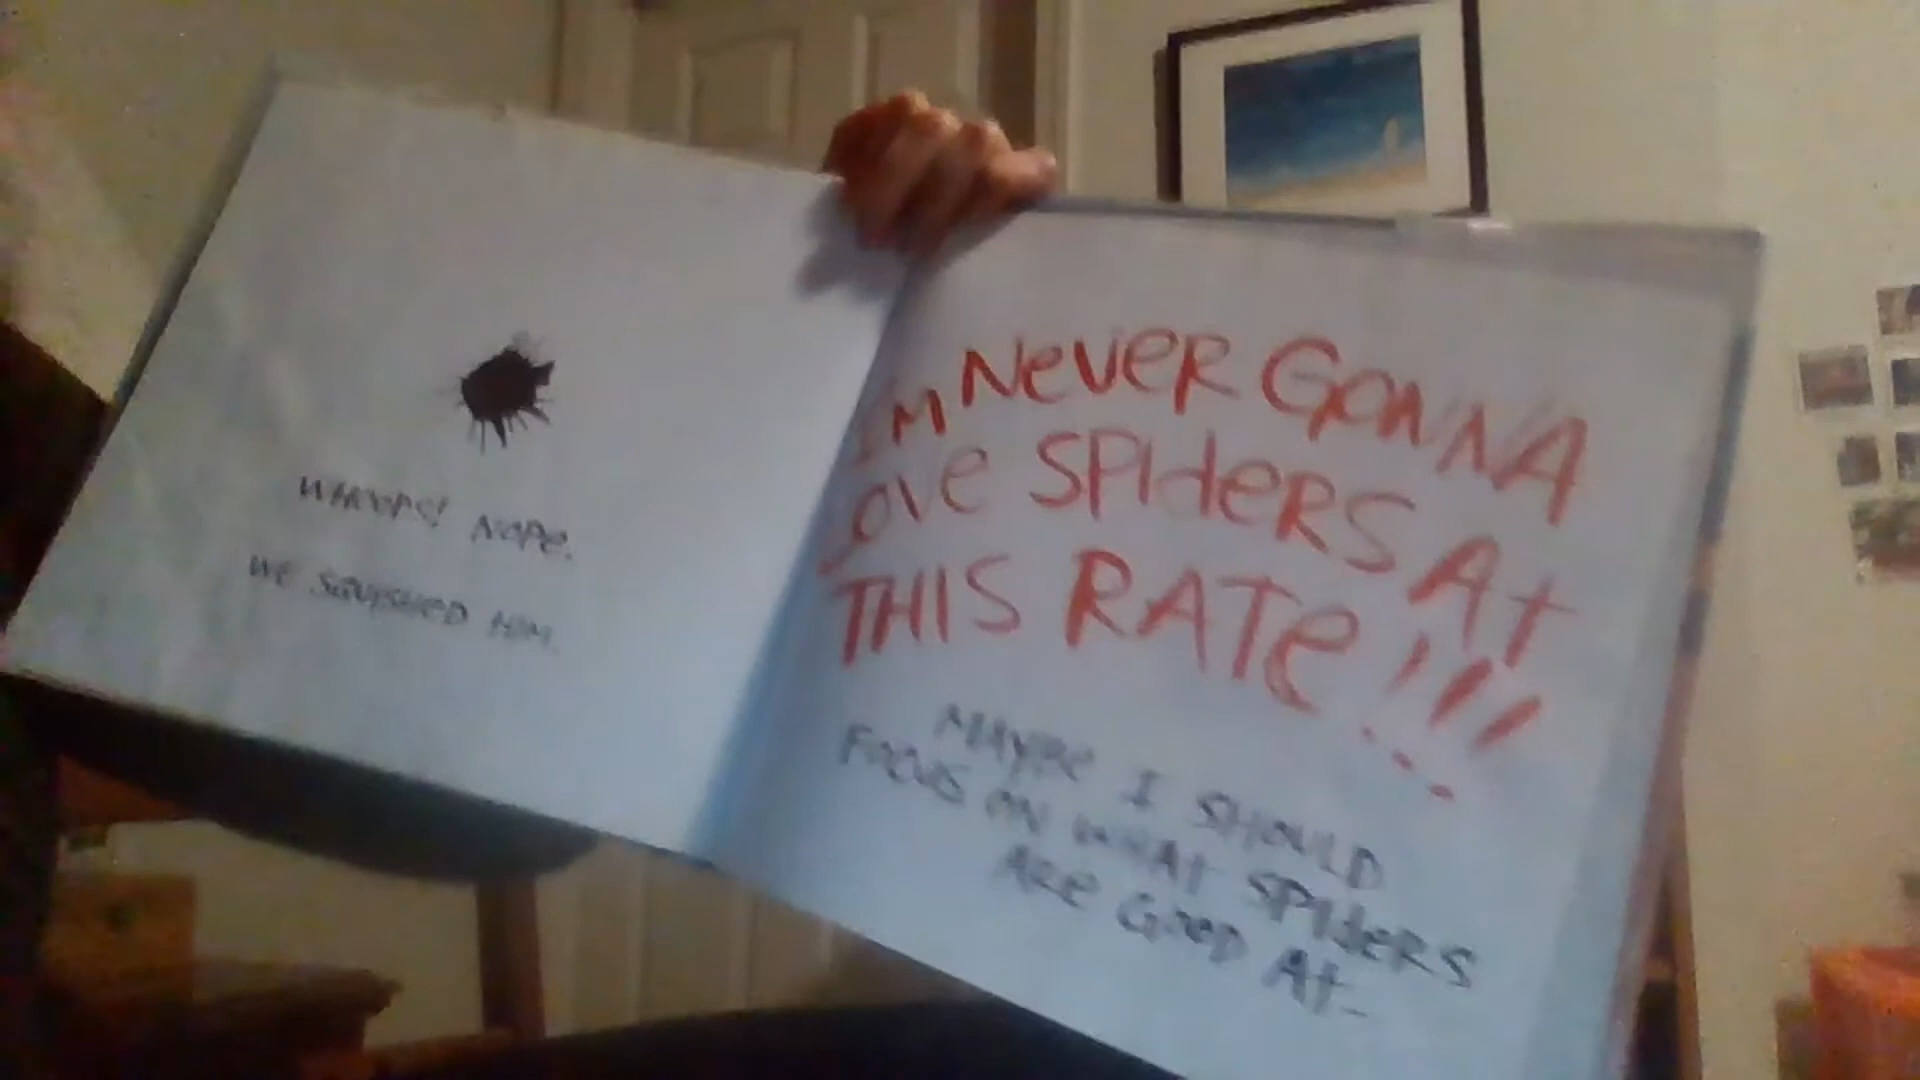 WHOOPS! NOPE.
WE SQUISHED HIM.
I'M NeVeR GONNA
LOVe SPIdeRS At
THIS RATe!!!
MAYBe I SHOULD
FOCUS ON WHAt SPIdeRS
ARe GOOD At-